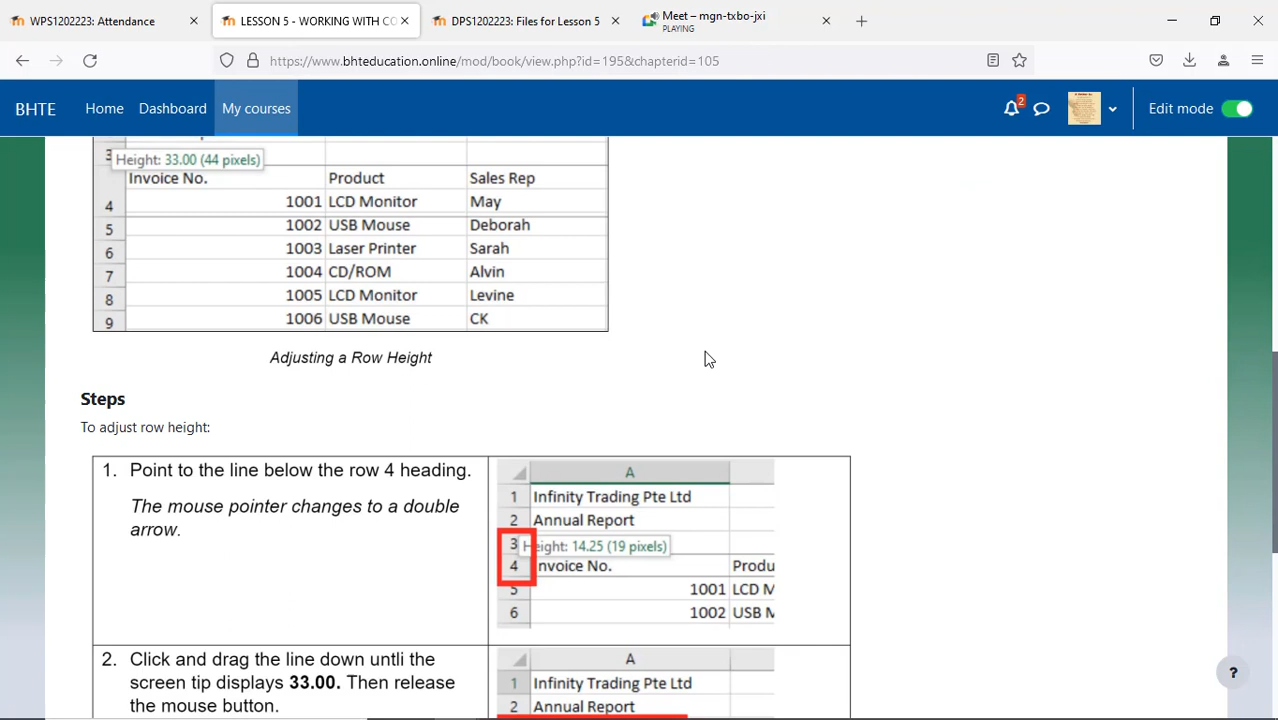 WPS1202223: Attendance
LESSON 5 - WORKING WITH CO
DPS1202223: Files for Lesson 5
Meet – mgn-txbo-jxi
PLAYING
https://www.bhteducation.online/mod/book/view.php?id=195&chapterid=105
BHTE
Home
Dashboard
My courses
2
Edit mode
3
Height: 33.00 (44 pixels)
Invoice No. Product Sales Rep
4 1001 LCD Monitor May
5 1002 USB Mouse Deborah
6 1003 Laser Printer Sarah
7 1004 CD/ROM Alvin
8 1005 LCD Monitor Levine
9 1006 USB Mouse CK
Adjusting a Row Height
Steps
To adjust row height:
1. Point to the line below the row 4 heading.
The mouse pointer changes to a double
arrow.
A
1 Infinity Trading Pte Ltd
2 Annual Report
3 Height: 14.25 (19 pixels)
4 Invoice No. Produ
5 1001 LCD M
6 1002 USB M
2. Click and drag the line down untli the
screen tip displays 33.00. Then release
the mouse button.
A
1 Infinity Trading Pte Ltd
2 Annual Report
?